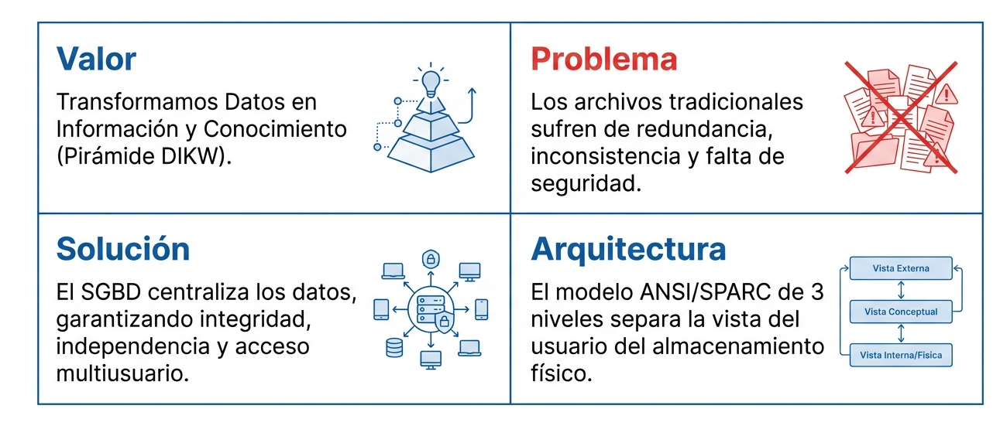 Valor
Transformamos Datos en
Información y Conocimiento
(Pirámide DIKW).
Problema
Los archivos tradicionales
sufren de redundancia,
inconsistencia y falta de
seguridad.
Solución
El SGBD centraliza los datos,
garantizando integridad,
independencia y acceso
multiusuario.
Arquitectura
El modelo ANSI/SPARC de 3
niveles separa la vista del
usuario del almacenamiento
físico.
Vista Externa
Vista Conceptual
Vista Interna/Fisica